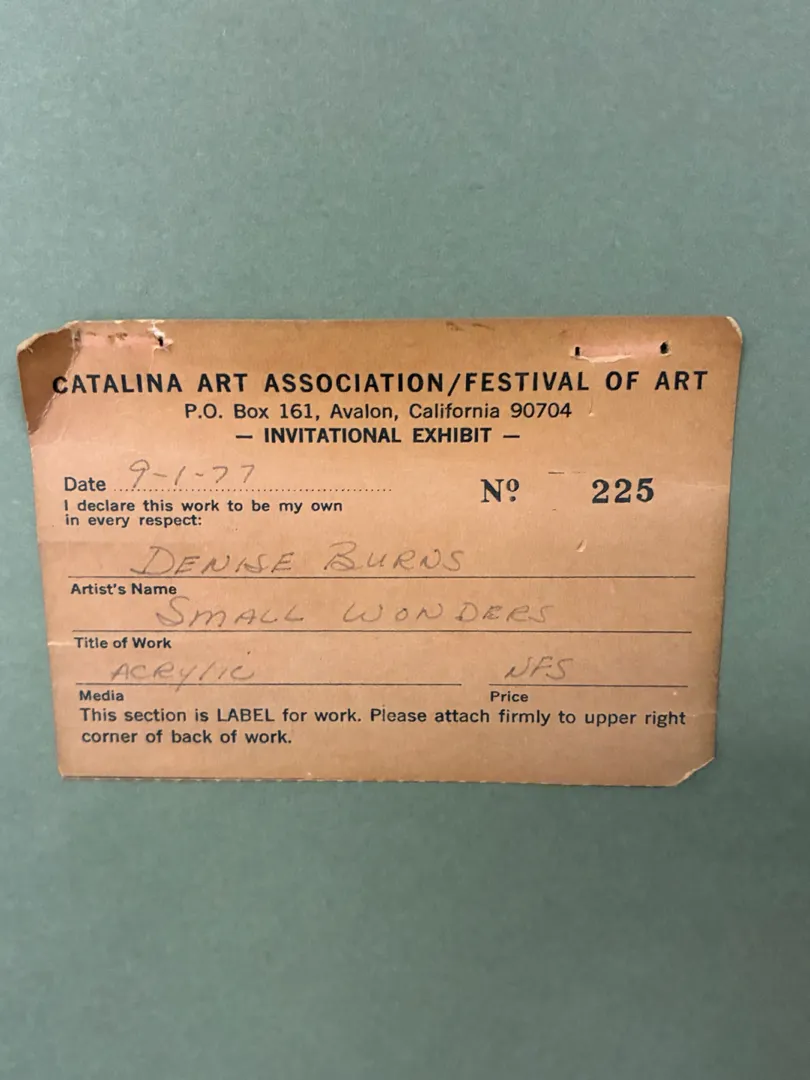 CATALINA ART ASSOCIATION/FESTIVAL OF ART
P.O. Box 161, Avalon, California 90704
— INVITATIONAL EXHIBIT —
Date 9-1-77 Nº 225
I declare this work to be my own
in every respect:
DENISE BURNS
Artist's Name
SMALL WONDERS
Title of Work
ACRYLIC NFS
Media Price
This section is LABEL for work. Please attach firmly to upper right
corner of back of work.